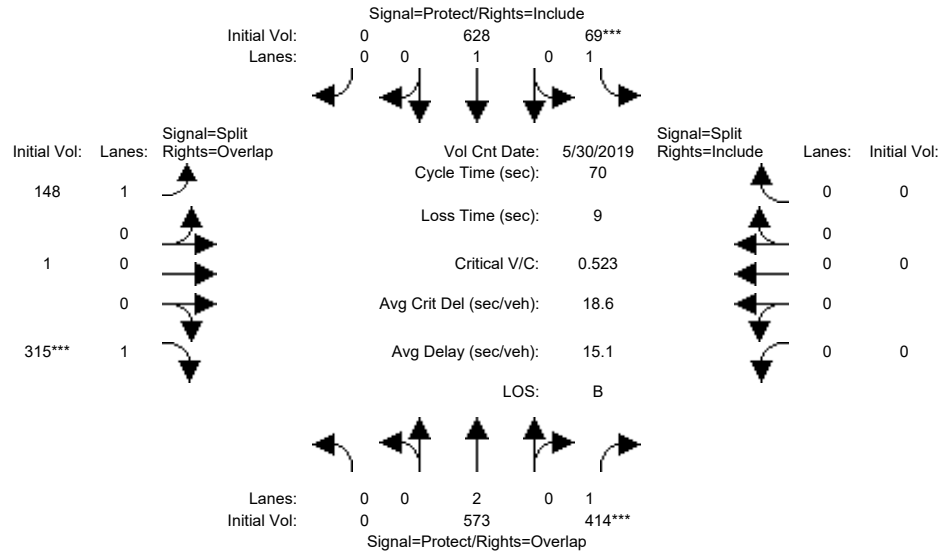 Signal=Protect/Rights=Include
Initial Vol: 0 628 69***
Lanes: 0 0 1 0 1
Signal=Split Signal=Split
Initial Vol: Lanes: Rights=Overlap Vol Cnt Date: 5/30/2019 Rights=Include Lanes: Initial Vol:
Cycle Time (sec): 70
148 1 0 0
Loss Time (sec): 9
0 0
1 0 Critical V/C: 0.523 0 0
0 Avg Crit Del (sec/veh): 18.6 0
315*** 1 Avg Delay (sec/veh): 15.1 0 0
LOS: B
Lanes: 0 0 2 0 1
Initial Vol: 0 573 414***
Signal=Protect/Rights=Overlap